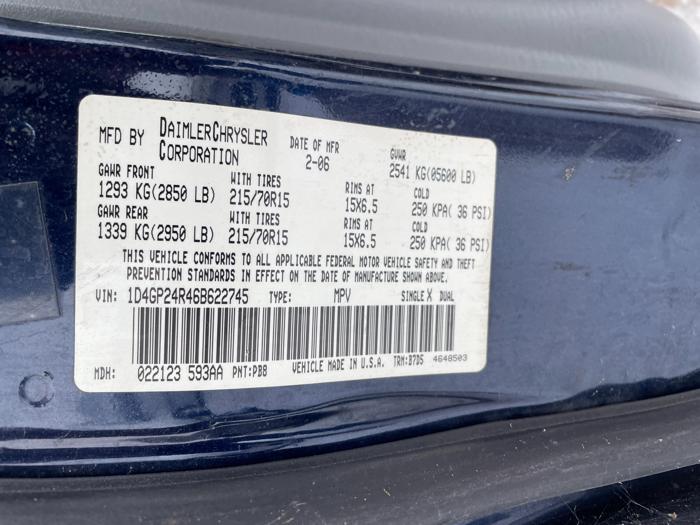 MFD BY DAIMLERCHRYSLER CORPORATION DATE OF MFR 2-06 GVWR 2541 KG(05600 LB)
GAWR FRONT WITH TIRES RIMS AT COLD
1293 KG(2850 LB) 215/70R15 15X6.5 250 KPA( 36 PSI)
GAWR REAR WITH TIRES RIMS AT COLD
1339 KG(2950 LB) 215/70R15 15X6.5 250 KPA( 36 PSI)
THIS VEHICLE CONFORMS TO ALL APPLICABLE FEDERAL MOTOR VEHICLE SAFETY AND THEFT
PREVENTION STANDARDS IN EFFECT ON THE DATE OF MANUFACTURE SHOWN ABOVE.
VIN: 1D4GP24R46B622745 TYPE: MPV SINGLE X DUAL
MDH: 022123 593AA PNT:PB8 VEHICLE MADE IN U.S.A. TRM:B7D5 4648503